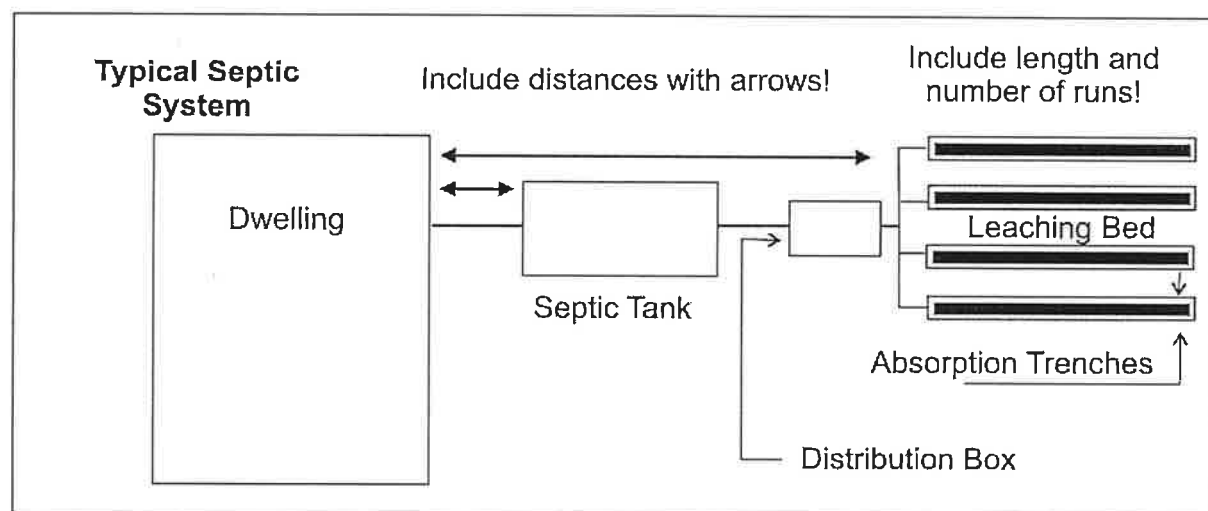 Typical Septic
System
Include distances with arrows!
Include length and
number of runs!
Dwelling
Septic Tank
Leaching Bed
Absorption Trenches
Distribution Box